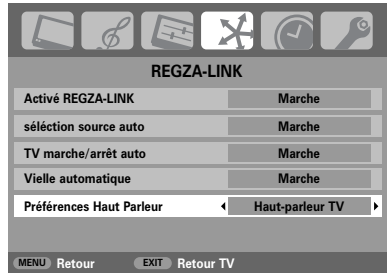 REGZA-LINK
Activé REGZA-LINK Marche
séléction source auto Marche
TV marche/arrêt auto Marche
Vielle automatique Marche
Préférences Haut Parleur Haut-parleur TV
MENU Retour EXIT Retour TV